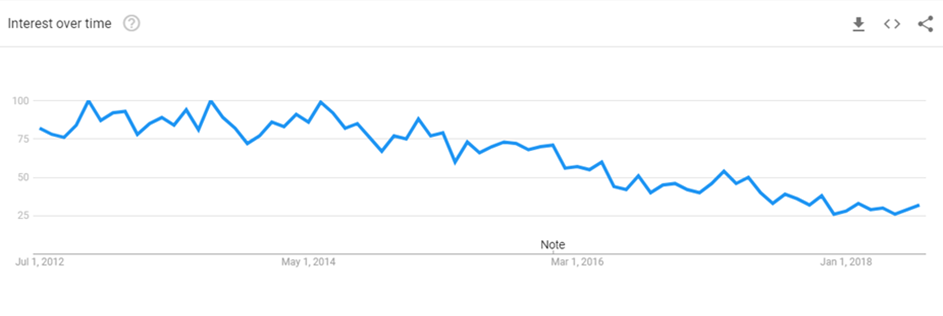 Interest over time ?
100
75
50
25
Note
Jul 1, 2012 May 1, 2014 Mar 1, 2016 Jan 1, 2018